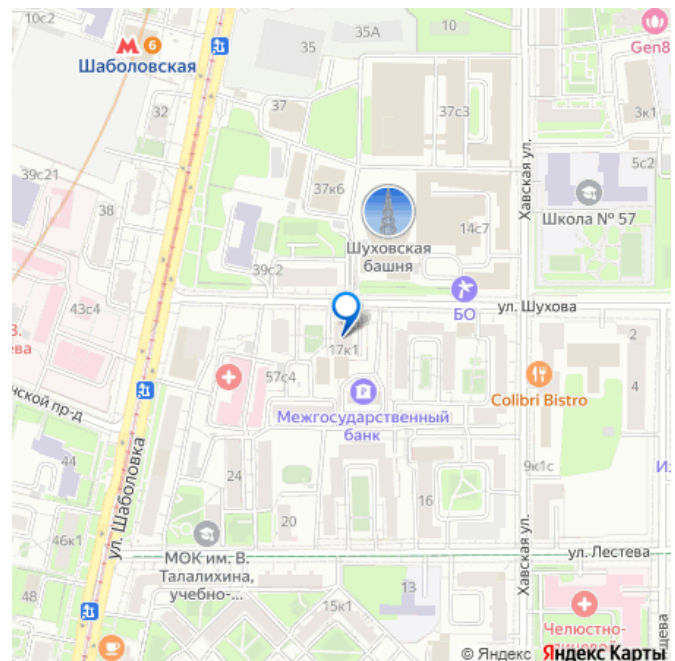 10с2
35А
10
35
Gen8
6
Шаболовская
37с3
37
32
3к1
Хавская ул.
5с2
39с21
37к6
38
14с7
Школа № 57
Шуховская
башня
39с2
43с4
БО
ул. Шухова
2
17к1
57с4
Colibri Bistro
4
Межгосударственный
банк
ул. Шаболовка
44
24
9к1с
16
20
46к1
МОК им. В.
Талалихина,
учебно-...
ул. Лестева
Хавская ул.
48
13
15к1
Челюстно-
© Яндекс Яндекс Карты